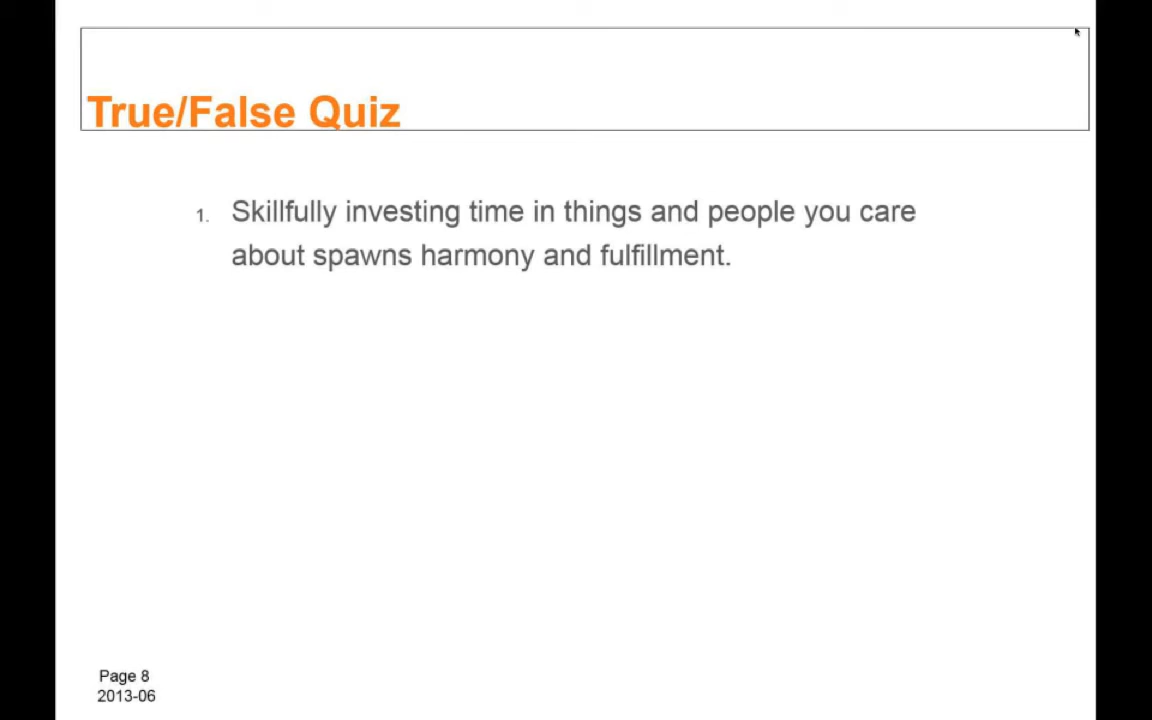 True/False Quiz
1. Skillfully investing time in things and people you care
about spawns harmony and fulfillment.
Page 8
2013-06